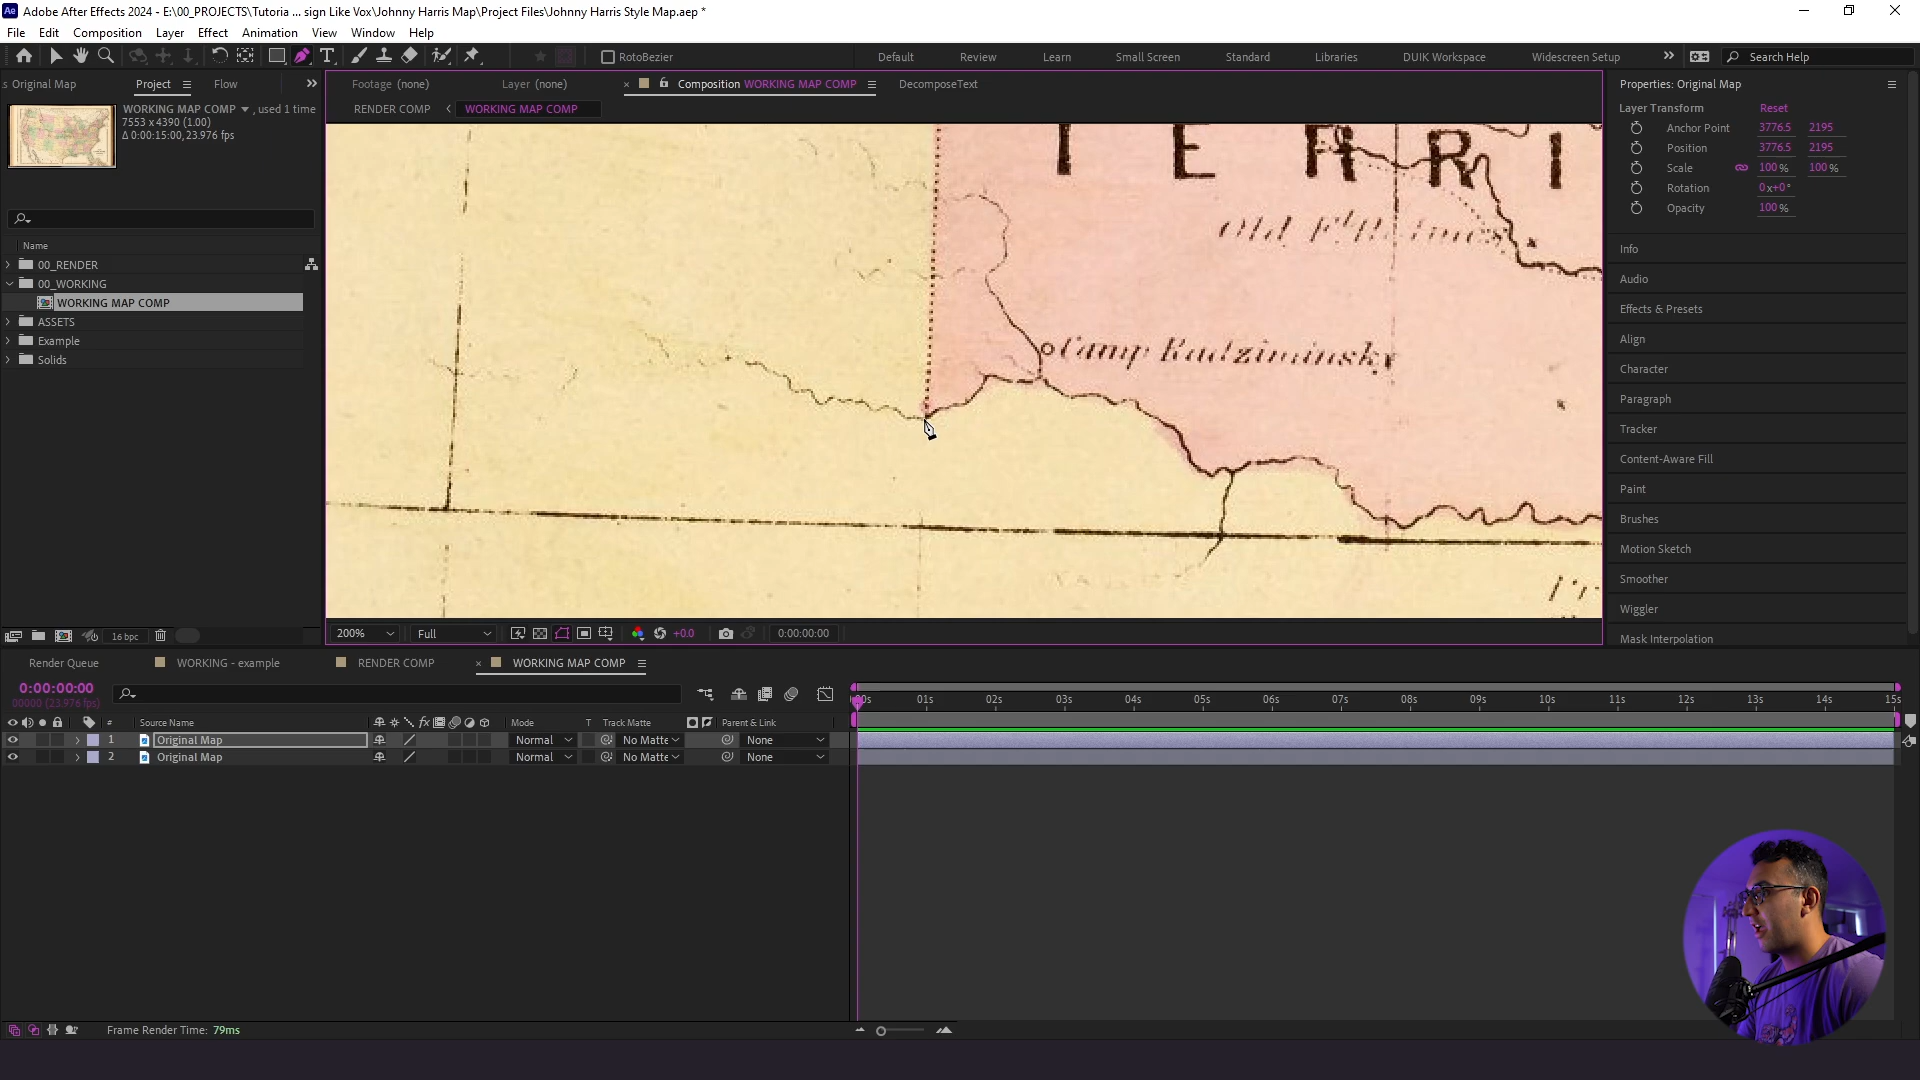 Ae Adobe After Effects 2024 - E:\00_PROJECTS\Tutoria ... sign Like Vox\Johnny Harris Map\Project Files\Johnny Harris Style Map.aep *
File Edit Composition Layer Effect Animation View Window Help
RotoBezier Default Review Learn Small Screen Standard Libraries DUIK Workspace Widescreen Setup Search Help
s Original Map Project Flow
WORKING MAP COMP , used 1 time
7553 x 4390 (1.00)
Δ 0:00:15:00, 23.976 fps
Name
00_RENDER
00_WORKING
WORKING MAP COMP
ASSETS
Example
Solids
16 bpc
Footage (none) Layer (none) × Composition WORKING MAP COMP DecomposeText
RENDER COMP WORKING MAP COMP
T E R R I
Camp Radziminsky
200% Full +0.0 0:00:00:00
Properties: Original Map
Layer Transform Reset
Anchor Point 3776.5 2195
Position 3776.5 2195
Scale 100 % 100 %
Rotation 0x+0°
Opacity 100 %
Info
Audio
Effects & Presets
Align
Character
Paragraph
Tracker
Content-Aware Fill
Paint
Brushes
Motion Sketch
Smoother
Wiggler
Mask Interpolation
Render Queue WORKING - example RENDER COMP × WORKING MAP COMP
0:00:00:00
00000 (23.976 fps)
00s 01s 02s 03s 04s 05s 06s 07s 08s 09s 10s 11s 12s 13s 14s 15s
# Source Name fx Mode T Track Matte Parent & Link
1 Original Map Normal No Matte None
2 Original Map Normal No Matte None
Frame Render Time: 79ms